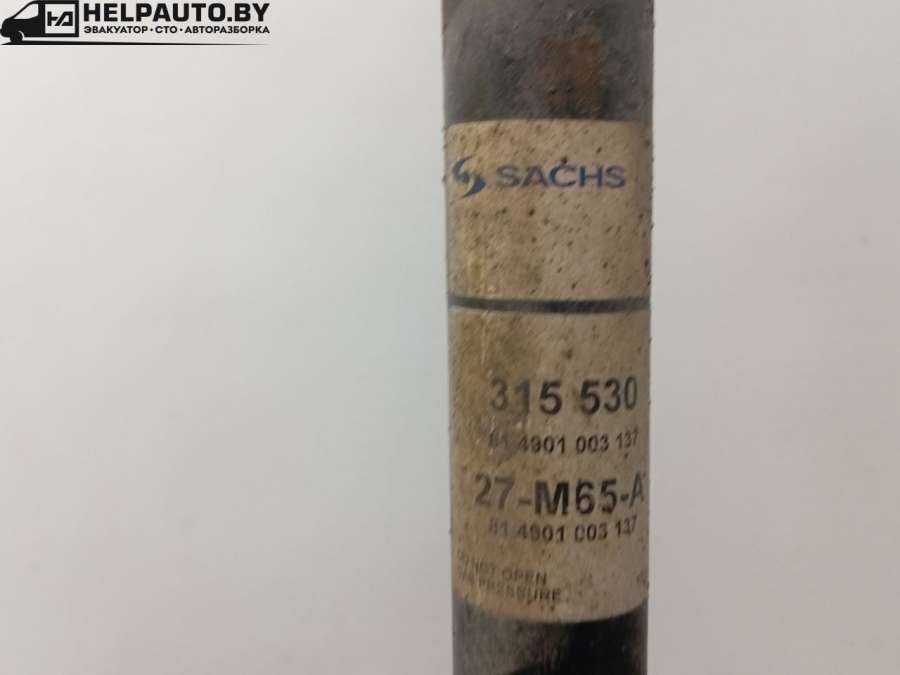 HELPAUTO.BY
ЭВАКУАТОР • СТО • АВТОРАЗБОРКА
SACHS
315 530
81 4901 003 137
27-M65-A
81 4901 003 137
DO NOT OPEN
PRESSURE